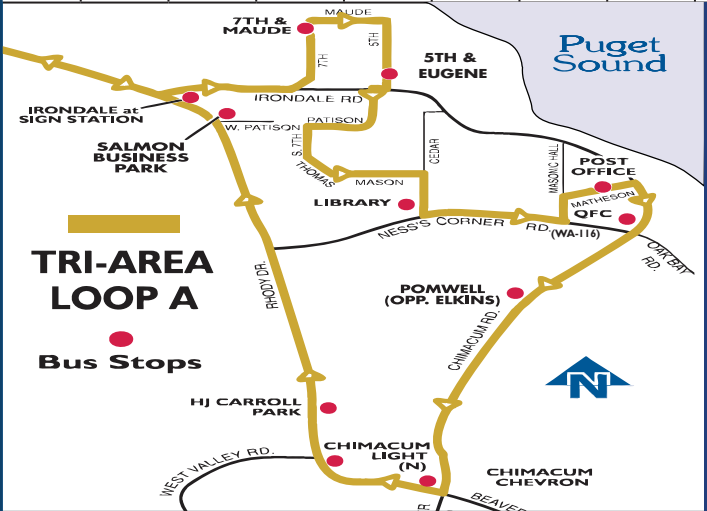 MAUDE
7TH &
MAUDE
5TH
7TH
5TH &
EUGENE
Puget
Sound
IRONDALE at
SIGN STATION
IRONDALE RD
W. PATISON
PATISON
SALMON
BUSINESS
PARK
S. 7TH
THOMAS
MASON
CEDAR
MASONIC HALL
POST
OFFICE
MATHESON
QFC
LIBRARY
NESS'S CORNER RD.
(WA-116)
OAK BAY
RD.
TRI-AREA
LOOP A
Bus Stops
RHODY DR.
POMWELL
(OPP. ELKINS)
CHIMACUM RD.
N
HJ CARROLL
PARK
CHIMACUM
LIGHT
(N)
WEST VALLEY RD.
CHIMACUM
CHEVRON
BEAVER
R